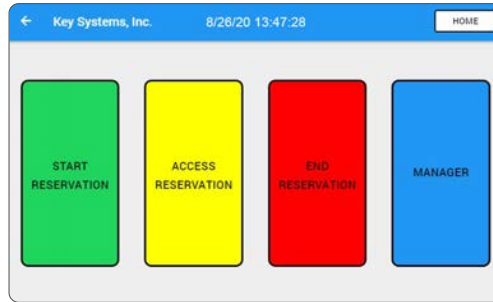 ← Key Systems, Inc. 8/26/20 13:47:28 HOME
START
RESERVATION
ACCESS
RESERVATION
END
RESERVATION
MANAGER